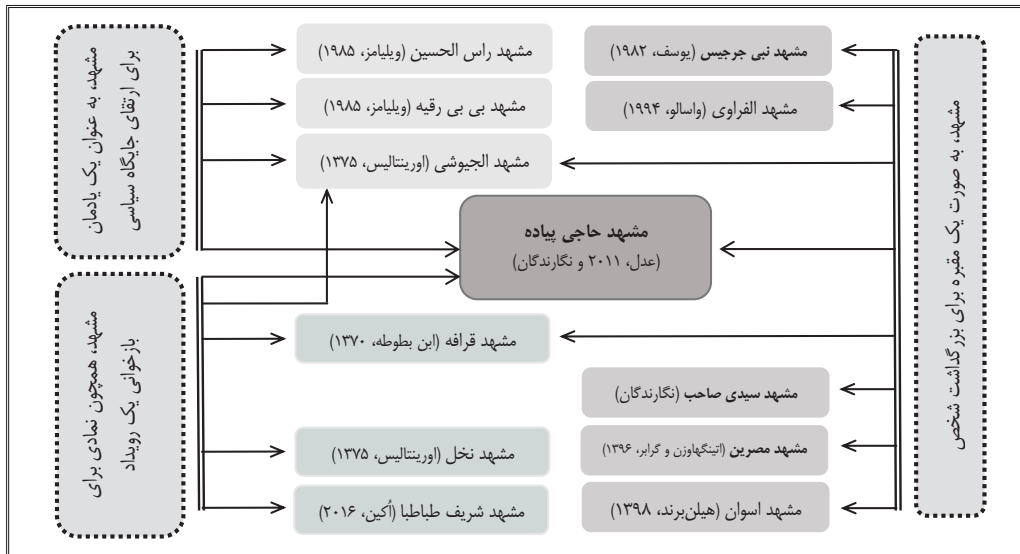 مشهد، به صورت یک مقبره برای بزرگداشت شخص
مشهد نبی جرجیس (یوسف، ۱۹۸۲)
مشهد الفراوی (واسالو، ۱۹۹۴)
مشهد راس الحسین (ویلیامز، ۱۹۸۵)
مشهد بی بی رقیه (ویلیامز، ۱۹۸۵)
مشهد الجیوشی (اورینتالیس، ۱۳۷۵)
مشهد، به عنوان یک یادمان
برای ارتقای جایگاه سیاسی
مشهد حاجی پیاده
(عدل، ۲۰۱۱ و نگارندگان)
مشهد قرافه (ابن بطوطه، ۱۳۷۰)
مشهد سیدی صاحب (نگارندگان)
مشهد مصرین (اتینگهاوزن و گرابر، ۱۳۹۶)
مشهد اسوان (هیلن‌برند، ۱۳۹۸)
مشهد نخل (اورینتالیس، ۱۳۷۵)
مشهد شریف طباطبا (اُکین، ۲۰۱۶)
مشهد، همچون نمادی برای
بازخوانی یک رویداد